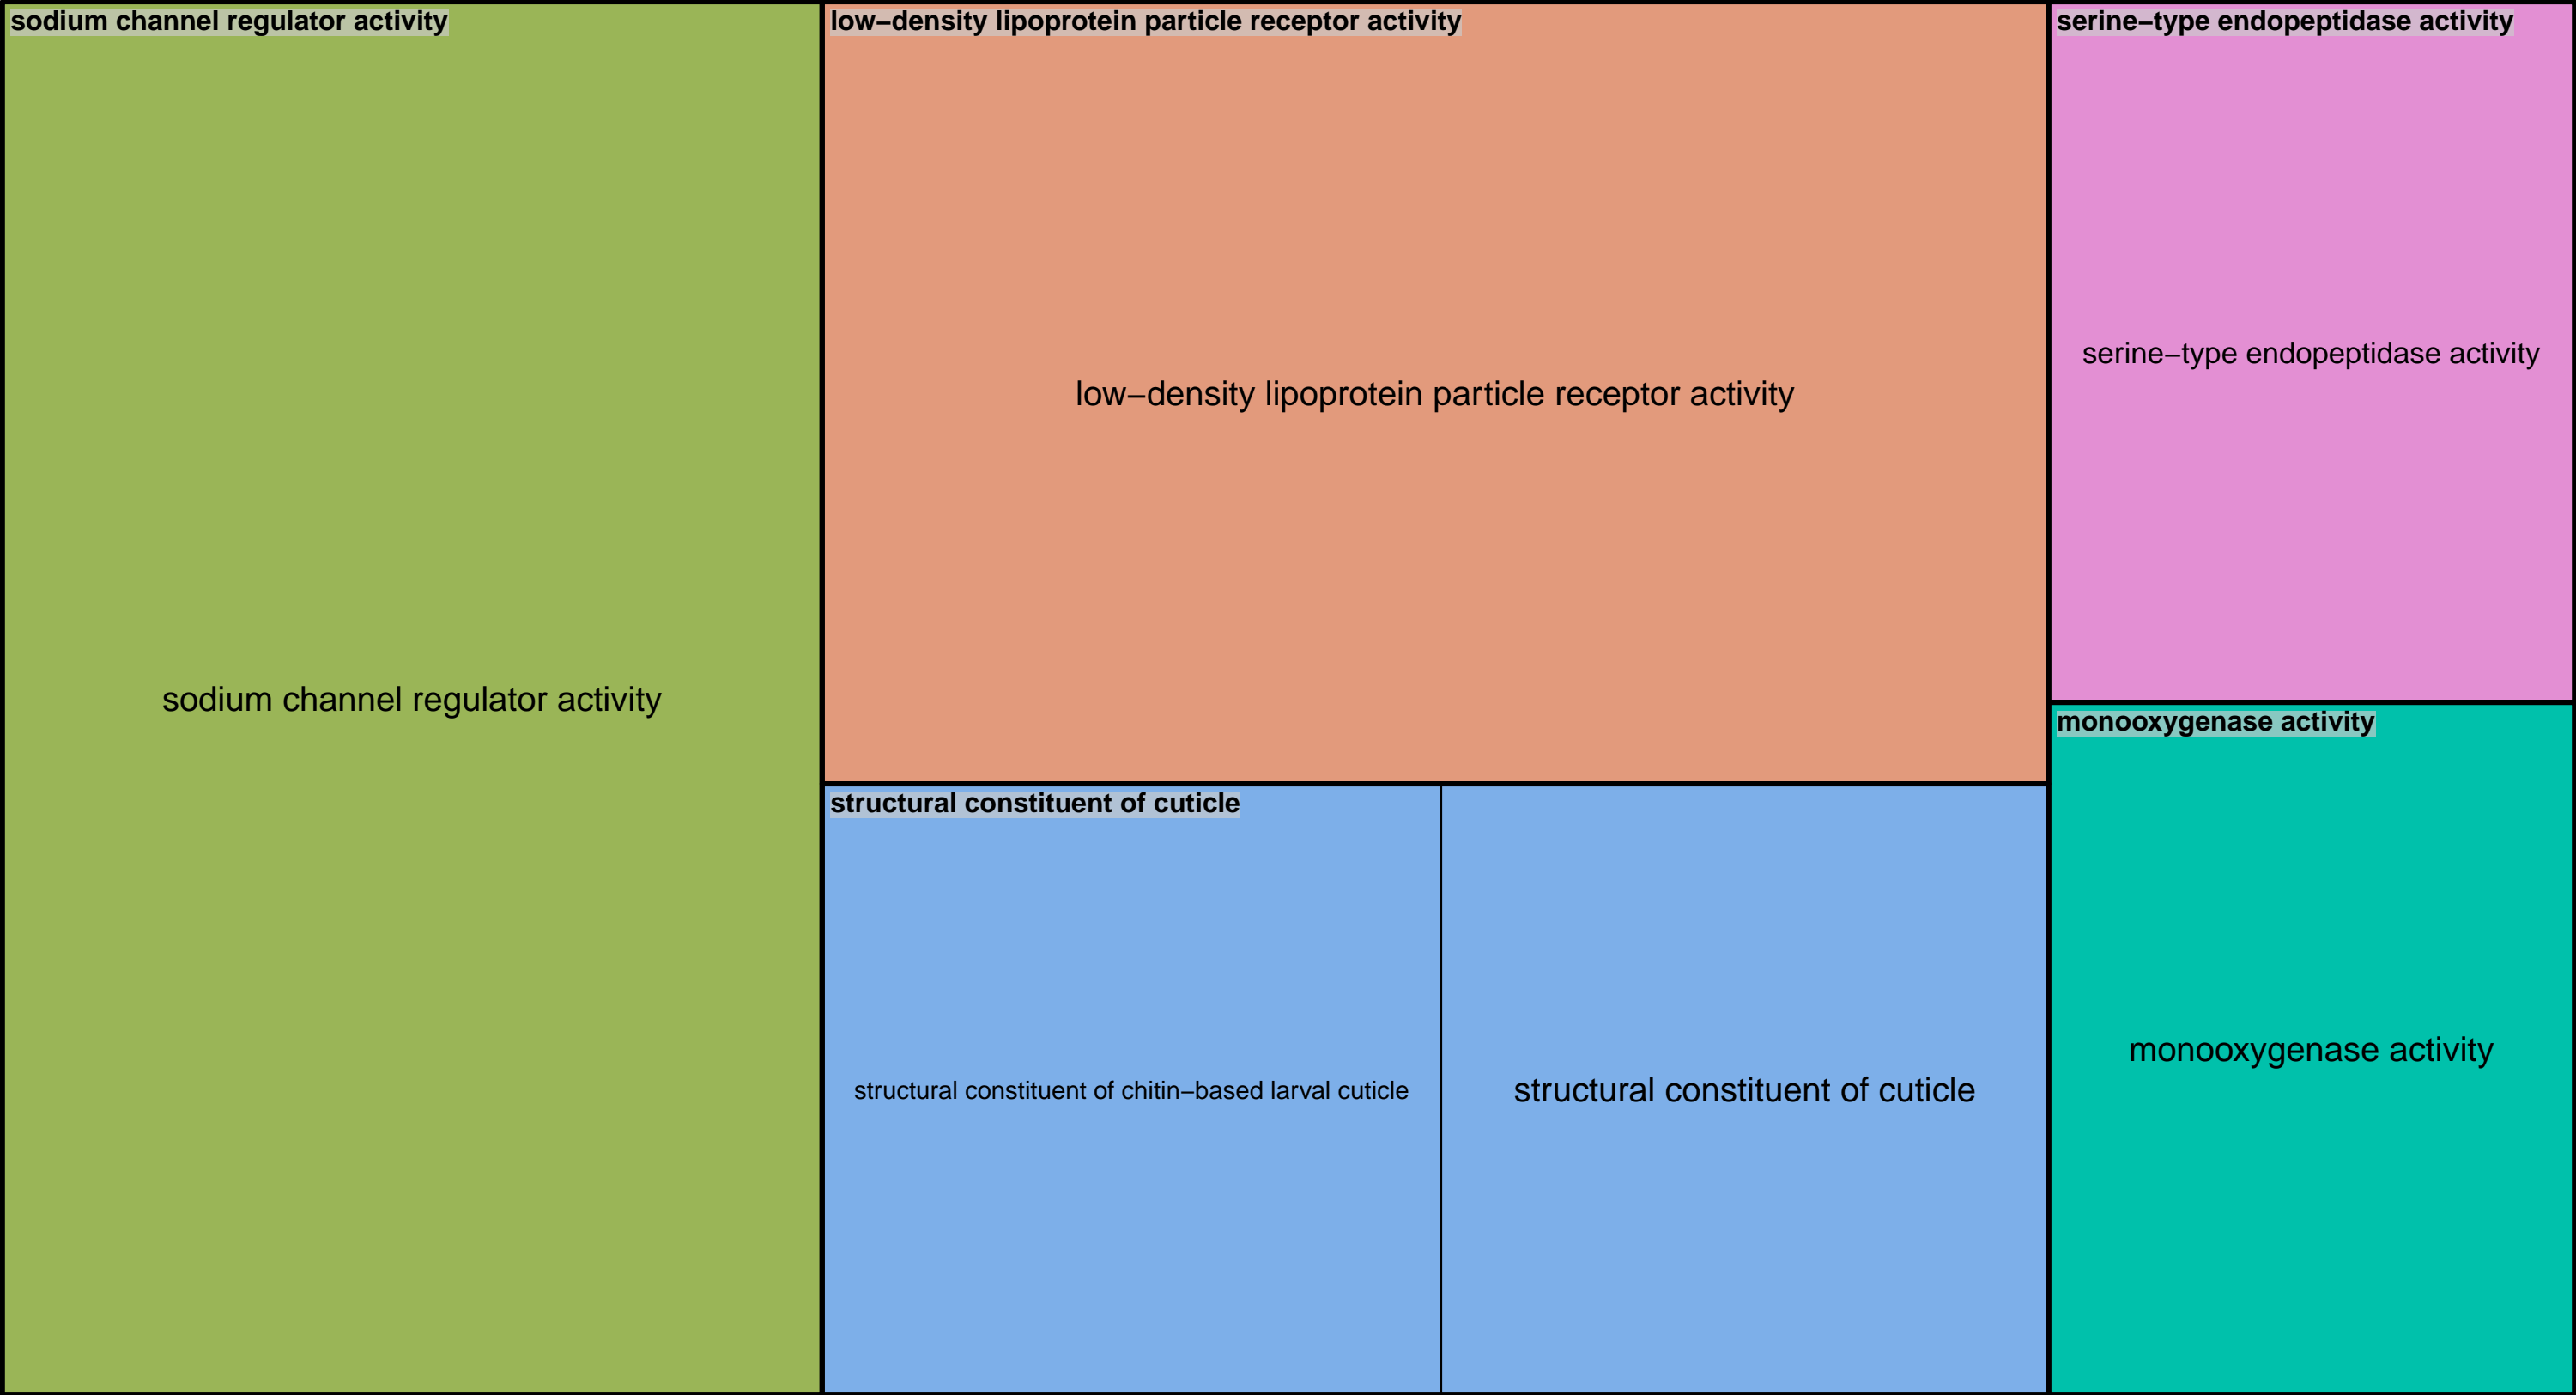 sodium channel regulator activity
sodium channel regulator activity
low−density lipoprotein particle receptor activity
low−density lipoprotein particle receptor activity
structural constituent of cuticle
structural constituent of chitin−based larval cuticle
structural constituent of cuticle
serine−type endopeptidase activity
serine−type endopeptidase activity
monooxygenase activity
monooxygenase activity